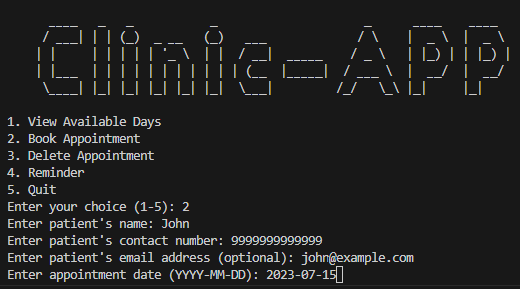 Clinic-APP
1. View Available Days
2. Book Appointment
3. Delete Appointment
4. Reminder
5. Quit
Enter your choice (1-5): 2
Enter patient's name: John
Enter patient's contact number: 9999999999999
Enter patient's email address (optional): john@example.com
Enter appointment date (YYYY-MM-DD): 2023-07-15